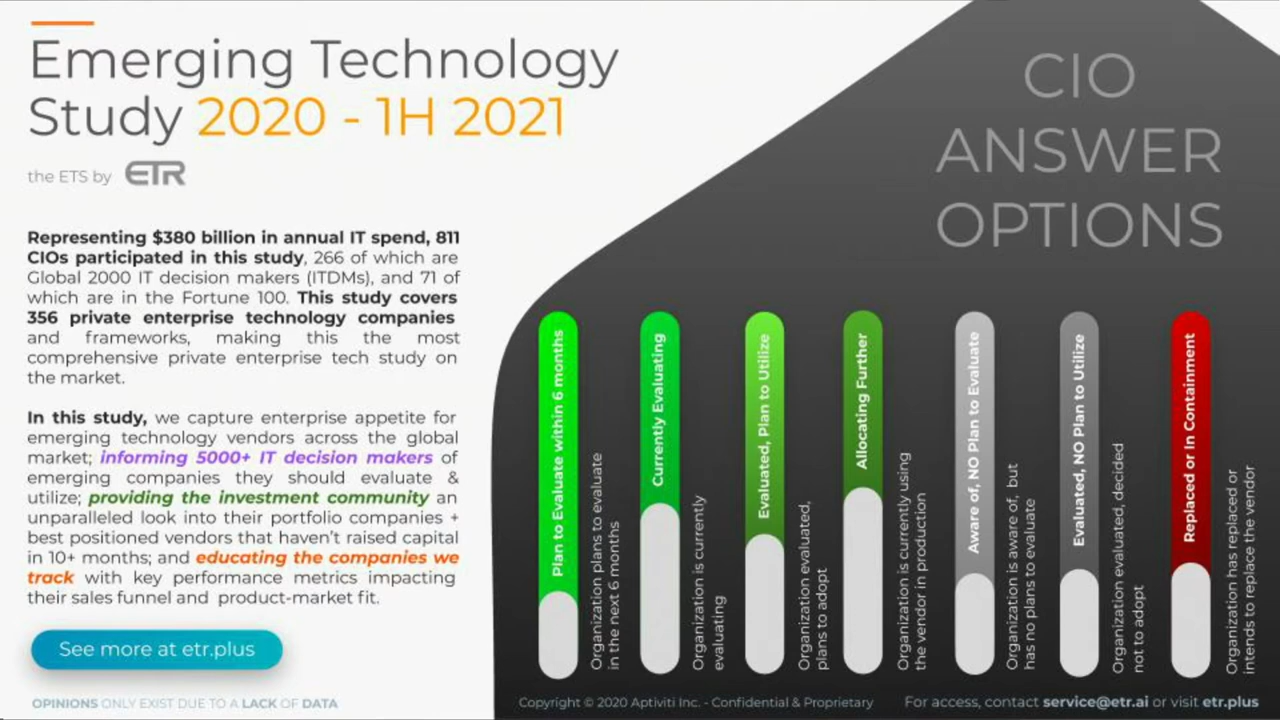 Emerging Technology
Study 2020 - 1H 2021
the ETS by ETR
Representing $380 billion in annual IT spend, 811
CIOs participated in this study, 266 of which are
Global 2000 IT decision makers (ITDMs), and 71 of
which are in the Fortune 100. This study covers
356 private enterprise technology companies
and frameworks, making this the most
comprehensive private enterprise tech study on
the market.
In this study, we capture enterprise appetite for
emerging technology vendors across the global
market; informing 5000+ IT decision makers of
emerging companies they should evaluate &
utilize; providing the investment community an
unparalleled look into their portfolio companies +
best positioned vendors that haven't raised capital
in 10+ months; and educating the companies we
track with key performance metrics impacting
their sales funnel and product-market fit.
See more at etr.plus
OPINIONS ONLY EXIST DUE TO A LACK OF DATA
CIO
ANSWER
OPTIONS
Plan to Evaluate within 6 months
Organization plans to evaluate
in the next 6 months
Currently Evaluating
Organization is currently
evaluating
Evaluated, Plan to Utilize
Organization evaluated,
plans to adopt
Allocating Further
Organization is currently using
the vendor in production
Aware of, NO Plan to Evaluate
Organization is aware of, but
has no plans to evaluate
Evaluated, NO Plan to Utilize
Organization evaluated, decided
not to adopt
Replaced or In Containment
Organization has replaced or
intends to replace the vendor
Copyright © 2020 Aptiviti Inc. - Confidential & Proprietary
For access, contact service@etr.ai or visit etr.plus